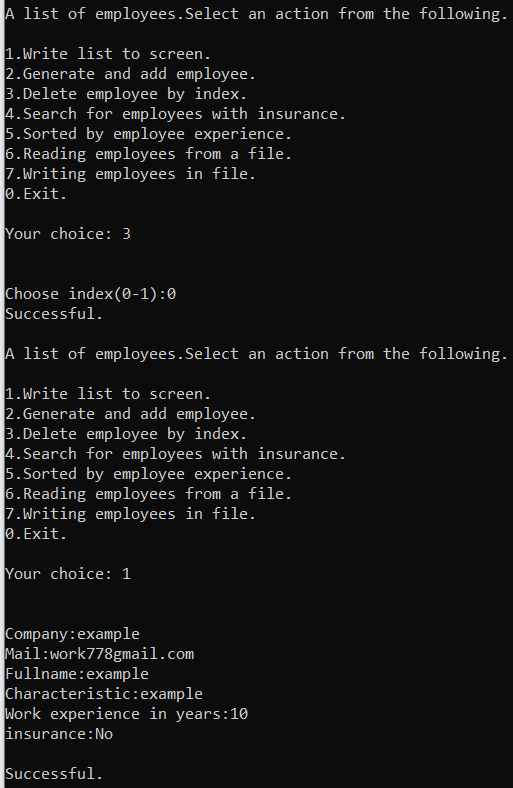 A list of employees.Select an action from the following.
1.Write list to screen.
2.Generate and add employee.
3.Delete employee by index.
4.Search for employees with insurance.
5.Sorted by employee experience.
6.Reading employees from a file.
7.Writing employees in file.
0.Exit.
Your choice: 3
Choose index(0-1):0
Successful.
A list of employees.Select an action from the following.
1.Write list to screen.
2.Generate and add employee.
3.Delete employee by index.
4.Search for employees with insurance.
5.Sorted by employee experience.
6.Reading employees from a file.
7.Writing employees in file.
0.Exit.
Your choice: 1
Company:example
Mail:work778gmail.com
Fullname:example
Characteristic:example
Work experience in years:10
insurance:No
Successful.